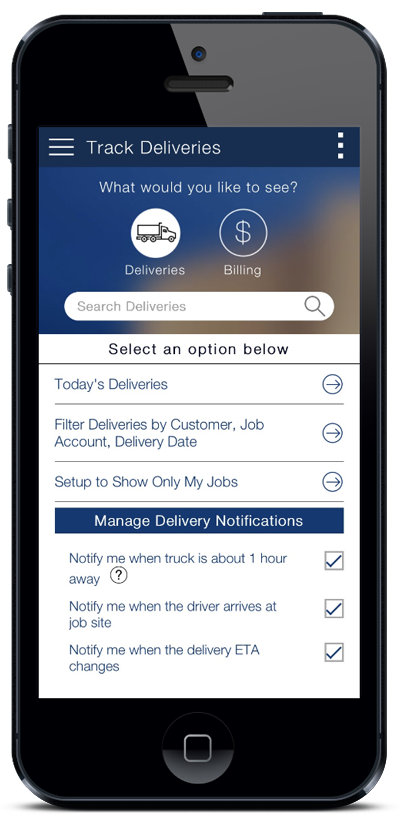 Track Deliveries
What would you like to see?
Deliveries
$
Billing
Search Deliveries
Select an option below
Today's Deliveries
Filter Deliveries by Customer, Job
Account, Delivery Date
Setup to Show Only My Jobs
Manage Delivery Notifications
Notify me when truck is about 1 hour
away ?
Notify me when the driver arrives at
job site
Notify me when the delivery ETA
changes